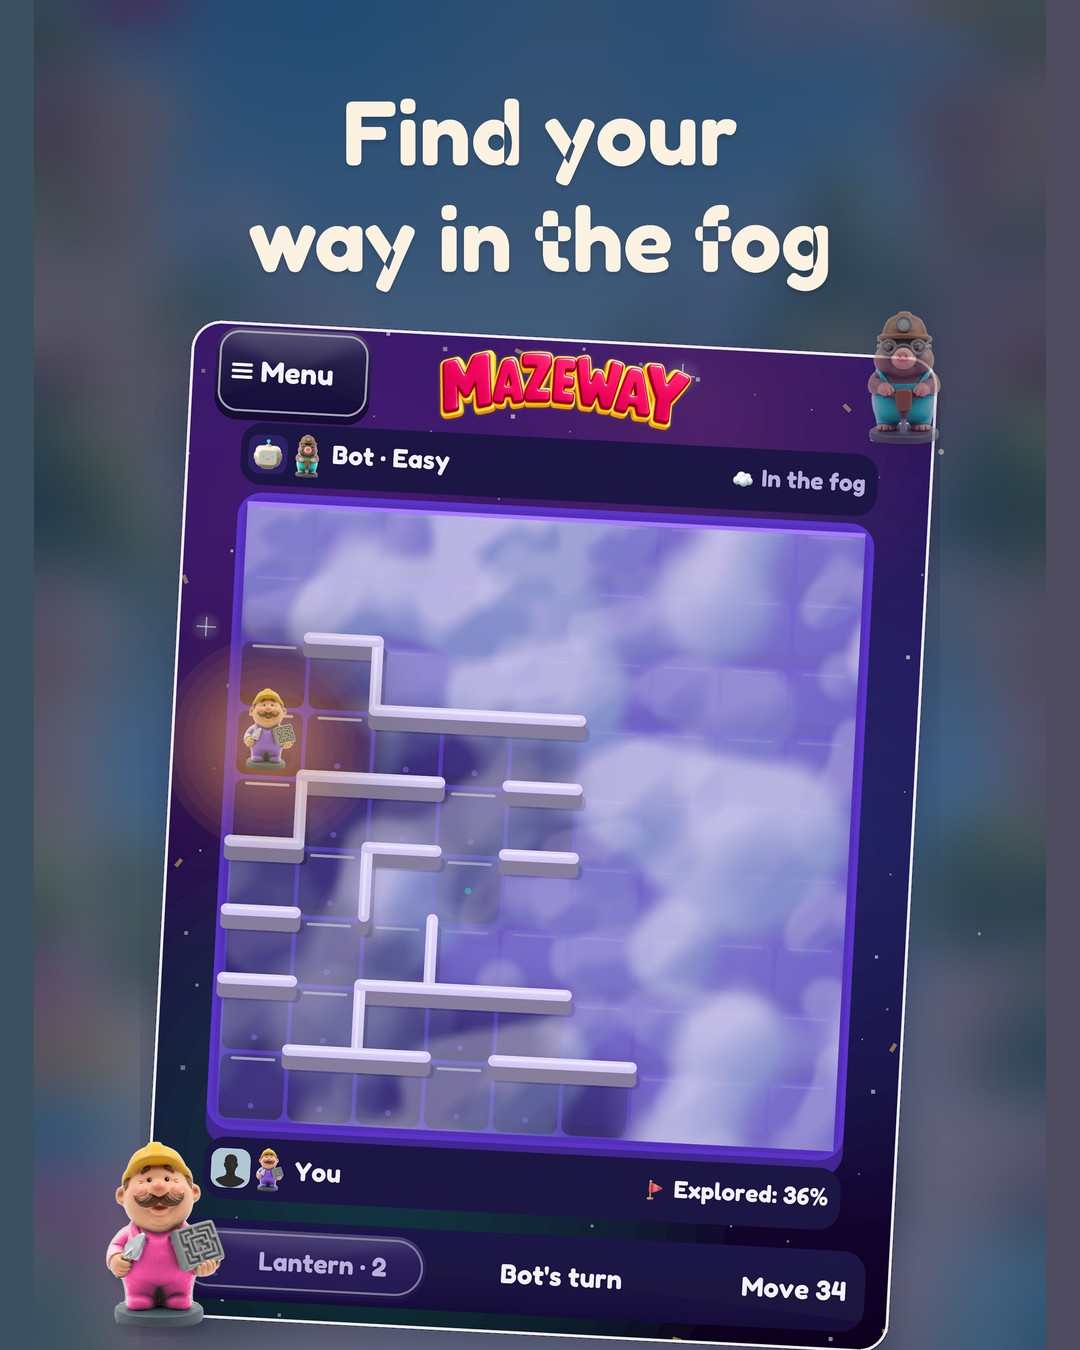 Find your
way in the fog
Menu
MAZEWAY
Bot · Easy
In the fog
You
Explored: 36%
Lantern · 2
Bot's turn
Move 34